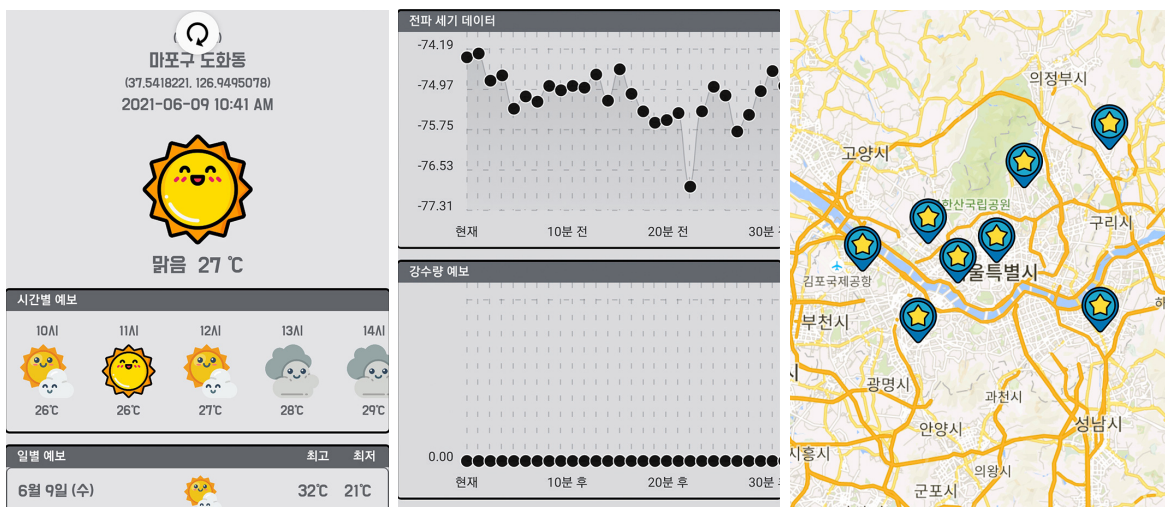 마포구 도화동
(37.5418221, 126.9495078)
2021-06-09 10:41 AM
맑음 27 ℃
시간별 예보
10시 11시 12시 13시 14시
26℃ 26℃ 27℃ 28℃ 29℃
일별 예보 최고 최저
6월 9일 (수) 32℃ 21℃
전파 세기 데이터
-74.19
-74.97
-75.75
-76.53
-77.31
현재 10분 전 20분 전 30분
강수량 예보
0.00
현재 10분 후 20분 후 30분
의정부시
고양시
한산국립공원
구리시
울특별시
김포국제공항
부천시
광명시
과천시
성남시
안양시
시흥시
의왕시
군포시